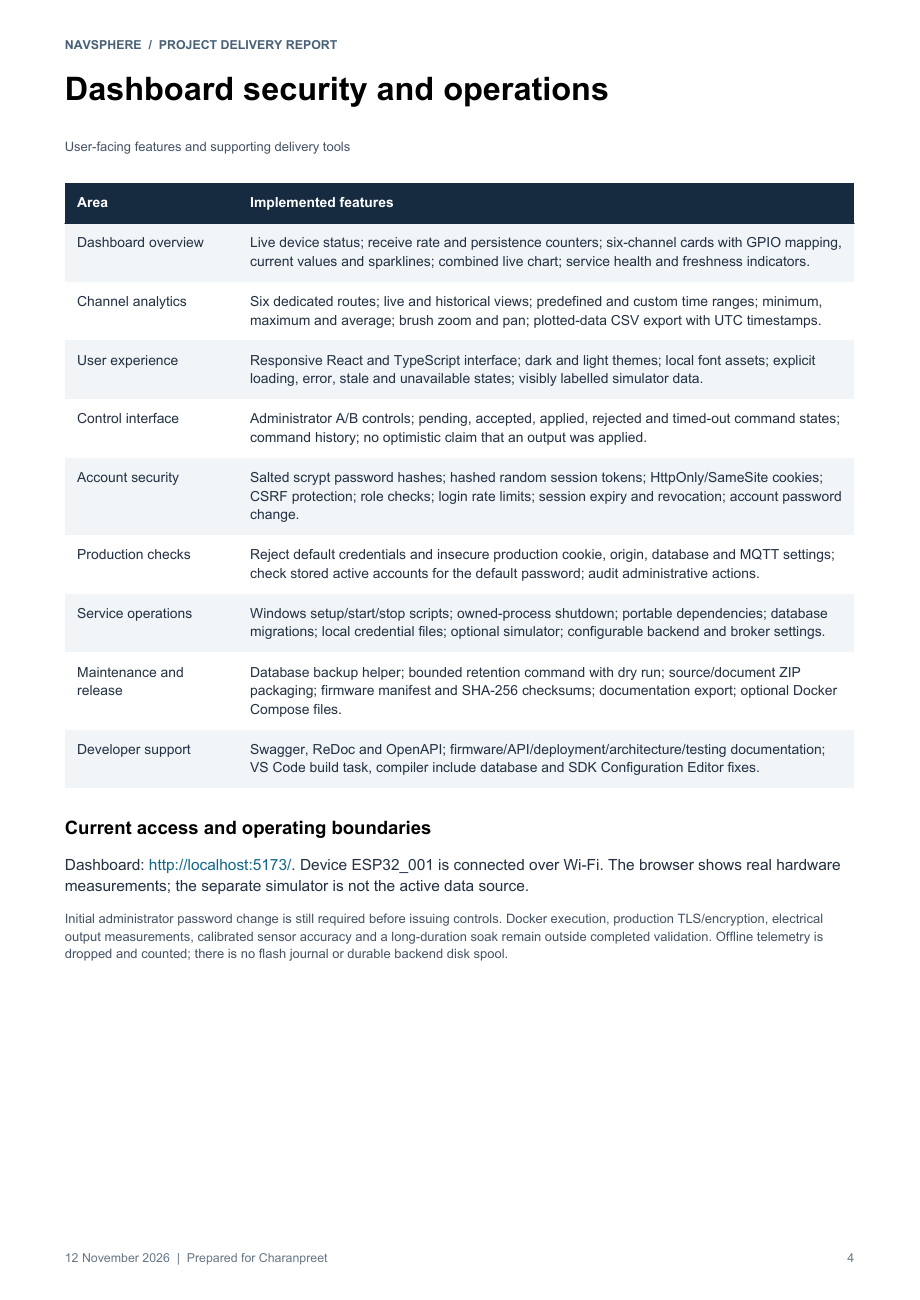 NAVSPHERE / PROJECT DELIVERY REPORT
Dashboard security and operations
User-facing features and supporting delivery tools
Area Implemented features
Dashboard overview Live device status; receive rate and persistence counters; six-channel cards with GPIO mapping,
current values and sparklines; combined live chart; service health and freshness indicators.
Channel analytics Six dedicated routes; live and historical views; predefined and custom time ranges; minimum,
maximum and average; brush zoom and pan; plotted-data CSV export with UTC timestamps.
User experience Responsive React and TypeScript interface; dark and light themes; local font assets; explicit
loading, error, stale and unavailable states; visibly labelled simulator data.
Control interface Administrator A/B controls; pending, accepted, applied, rejected and timed-out command states;
command history; no optimistic claim that an output was applied.
Account security Salted scrypt password hashes; hashed random session tokens; HttpOnly/SameSite cookies;
CSRF protection; role checks; login rate limits; session expiry and revocation; account password
change.
Production checks Reject default credentials and insecure production cookie, origin, database and MQTT settings;
check stored active accounts for the default password; audit administrative actions.
Service operations Windows setup/start/stop scripts; owned-process shutdown; portable dependencies; database
migrations; local credential files; optional simulator; configurable backend and broker settings.
Maintenance and Database backup helper; bounded retention command with dry run; source/document ZIP
release packaging; firmware manifest and SHA-256 checksums; documentation export; optional Docker
Compose files.
Developer support Swagger, ReDoc and OpenAPI; firmware/API/deployment/architecture/testing documentation;
VS Code build task, compiler include database and SDK Configuration Editor fixes.
Current access and operating boundaries
Dashboard: http://localhost:5173/. Device ESP32_001 is connected over Wi-Fi. The browser shows real hardware
measurements; the separate simulator is not the active data source.
Initial administrator password change is still required before issuing controls. Docker execution, production TLS/encryption, electrical
output measurements, calibrated sensor accuracy and a long-duration soak remain outside completed validation. Offline telemetry is
dropped and counted; there is no flash journal or durable backend disk spool.
12 November 2026 | Prepared for Charanpreet 4